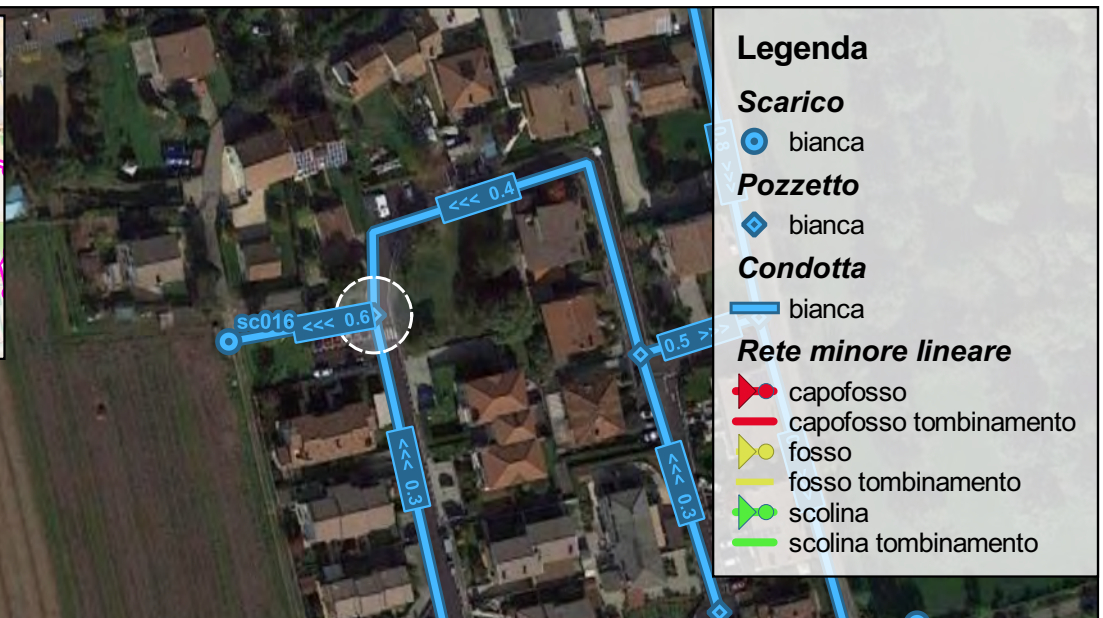 Legenda
Scarico
bianca
Pozzetto
bianca
Condotta
bianca
Rete minore lineare
capofosso
capofosso tombinamento
fosso
fosso tombinamento
scolina
scolina tombinamento
0.8 >>>
<<< 0.4
sc016
<<< 0.6
0.5 >>>
<<< 0.3
<<< 0.3